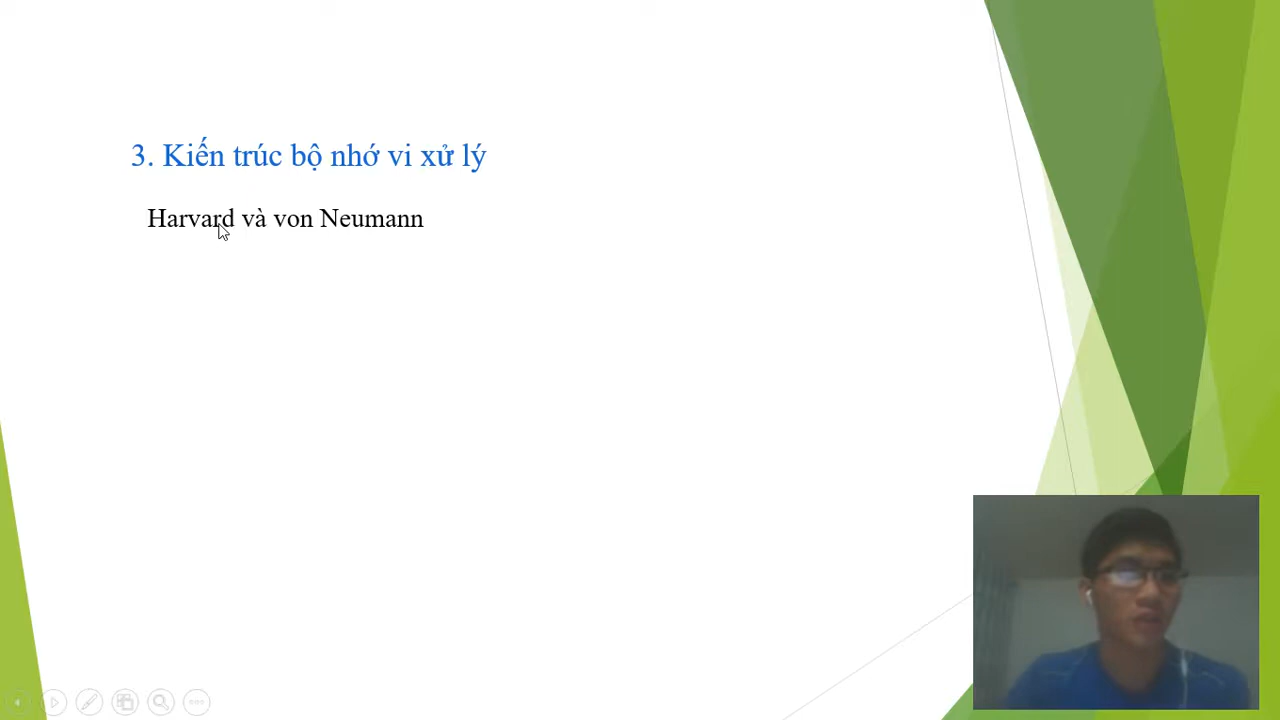 3. Kiến trúc bộ nhớ vi xử lý
Harvard và von Neumann